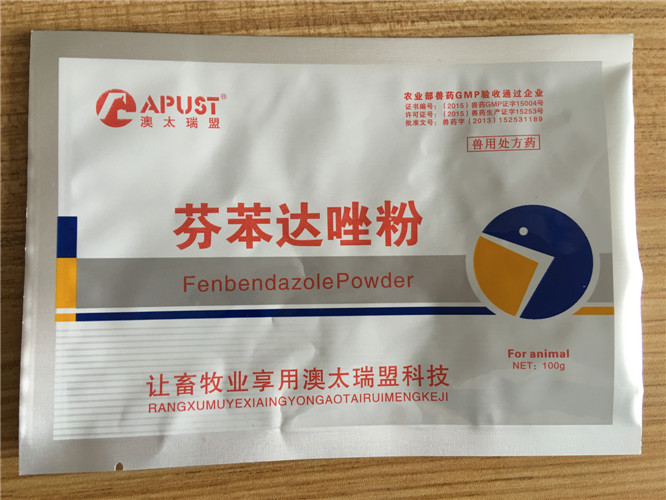 APUST®
澳太瑞盟
农业部兽药GMP验收通过企业
证书编号：（2015）兽药GMP证字15004号
许可证号：（2015）兽药生产证字15253号
批准文号：兽药字（2013）152531189
兽用处方药
芬苯达唑粉
FenbendazolePowder
For animal
NET：100g
让畜牧业享用澳太瑞盟科技
RANGXUMUYEXIAINGYONGAOTAIRUIMENGKEJI